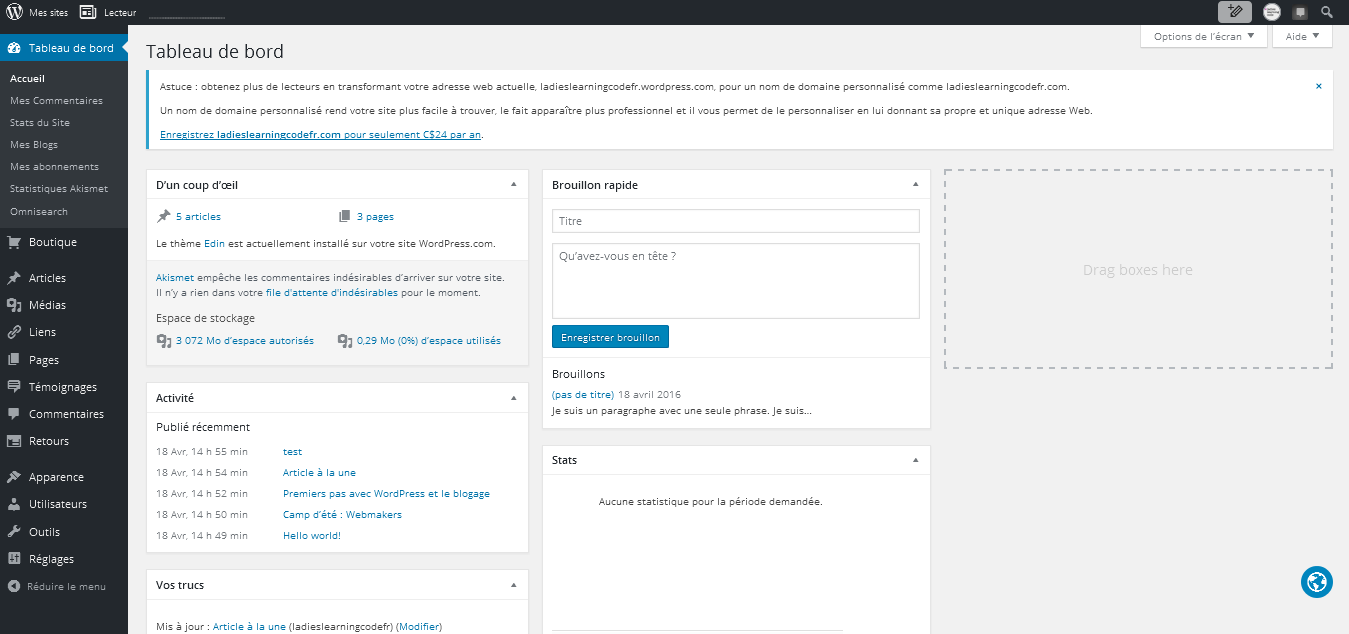 Mes sites Lecteur
Options de l'écran ▼ Aide ▼
Tableau de bord
Accueil
Mes Commentaires
Stats du Site
Mes Blogs
Mes abonnements
Statistiques Akismet
Omnisearch
Boutique
Articles
Médias
Liens
Pages
Témoignages
Commentaires
Retours
Apparence
Utilisateurs
Outils
Réglages
Réduire le menu
Tableau de bord
Astuce : obtenez plus de lecteurs en transformant votre adresse web actuelle, ladieslearningcodefr.wordpress.com, pour un nom de domaine personnalisé comme ladieslearningcodefr.com.
Un nom de domaine personnalisé rend votre site plus facile à trouver, le fait apparaître plus professionnel et il vous permet de le personnaliser en lui donnant sa propre et unique adresse Web.
Enregistrez ladieslearningcodefr.com pour seulement C$24 par an.
D'un coup d'œil
5 articles 3 pages
Le thème Edin est actuellement installé sur votre site WordPress.com.
Akismet empêche les commentaires indésirables d'arriver sur votre site.
Il n'y a rien dans votre file d'attente d'indésirables pour le moment.
Espace de stockage
3 072 Mo d'espace autorisés 0,29 Mo (0%) d'espace utilisés
Activité
Publié récemment
18 Avr, 14 h 55 min test
18 Avr, 14 h 54 min Article à la une
18 Avr, 14 h 52 min Premiers pas avec WordPress et le blogage
18 Avr, 14 h 50 min Camp d'été : Webmakers
18 Avr, 14 h 49 min Hello world!
Vos trucs
Mis à jour : Article à la une (ladieslearningcodefr) (Modifier)
Brouillon rapide
Titre
Qu'avez-vous en tête ?
Enregistrer brouillon
Brouillons
(pas de titre) 18 avril 2016
Je suis un paragraphe avec une seule phrase. Je suis…
Stats
Aucune statistique pour la période demandée.
Drag boxes here